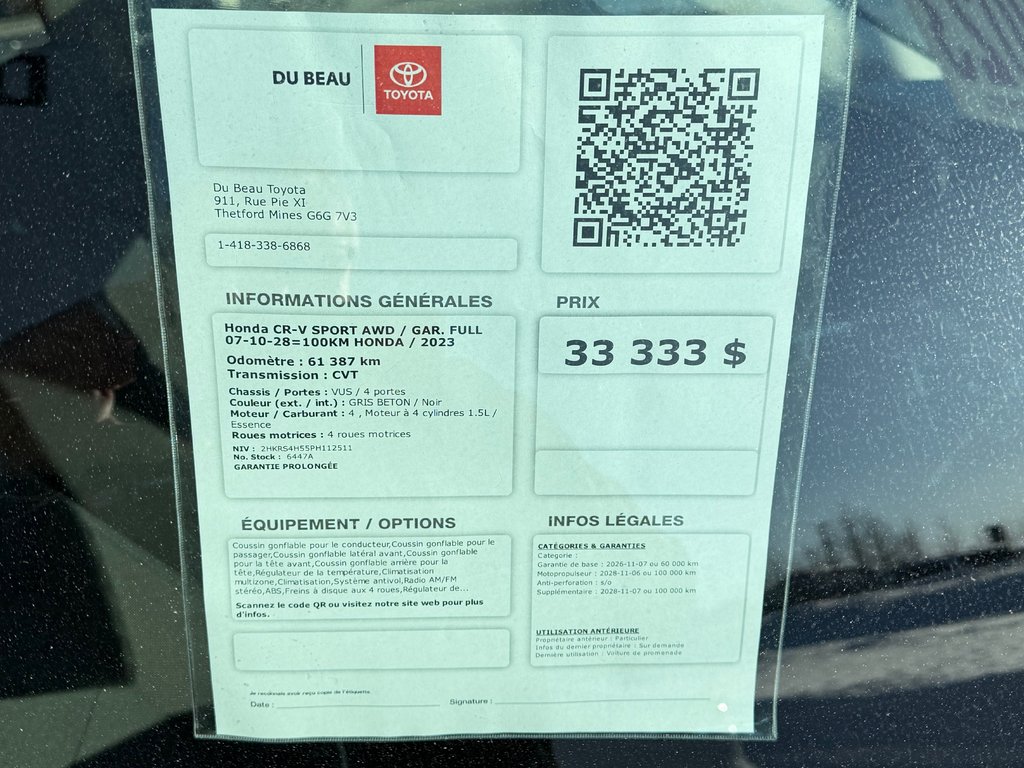 DU BEAU
TOYOTA
Du Beau Toyota
911, Rue Pie XI
Thetford Mines G6G 7V3
1-418-338-6868
INFORMATIONS GÉNÉRALES
Honda CR-V SPORT AWD / GAR. FULL
07-10-28=100KM HONDA / 2023
Odomètre : 61 387 km
Transmission : CVT
Chassis / Portes : VUS / 4 portes
Couleur (ext. / int.) : GRIS BETON / Noir
Moteur / Carburant : 4 , Moteur à 4 cylindres 1.5L /
Essence
Roues motrices : 4 roues motrices
NIV : 2HKRS4H55PH112511
No. Stock : 6447A
GARANTIE PROLONGÉE
PRIX
33 333 $
ÉQUIPEMENT / OPTIONS
Coussin gonflable pour le conducteur,Coussin gonflable pour le
passager,Coussin gonflable latéral avant,Coussin gonflable
pour la tête avant,Coussin gonflable arrière pour la
tête,Régulateur de la température,Climatisation
multizone,Climatisation,Système antivol,Radio AM/FM
stéréo,ABS,Freins à disque aux 4 roues,Régulateur de...
Scannez le code QR ou visitez notre site web pour plus
d'infos.
INFOS LÉGALES
CATÉGORIES & GARANTIES
Categorie :
Garantie de base : 2026-11-07 ou 60 000 km
Motopropulseur : 2028-11-06 ou 100 000 km
Anti-perforation : s/o
Supplémentaire : 2028-11-07 ou 100 000 km
UTILISATION ANTÉRIEURE
Propriétaire antérieur : Particulier
Infos du dernier propriétaire : Sur demande
Dernière utilisation : Voiture de promenade
Je reconnais avoir reçu copie de l'étiquette.
Date :
Signature :